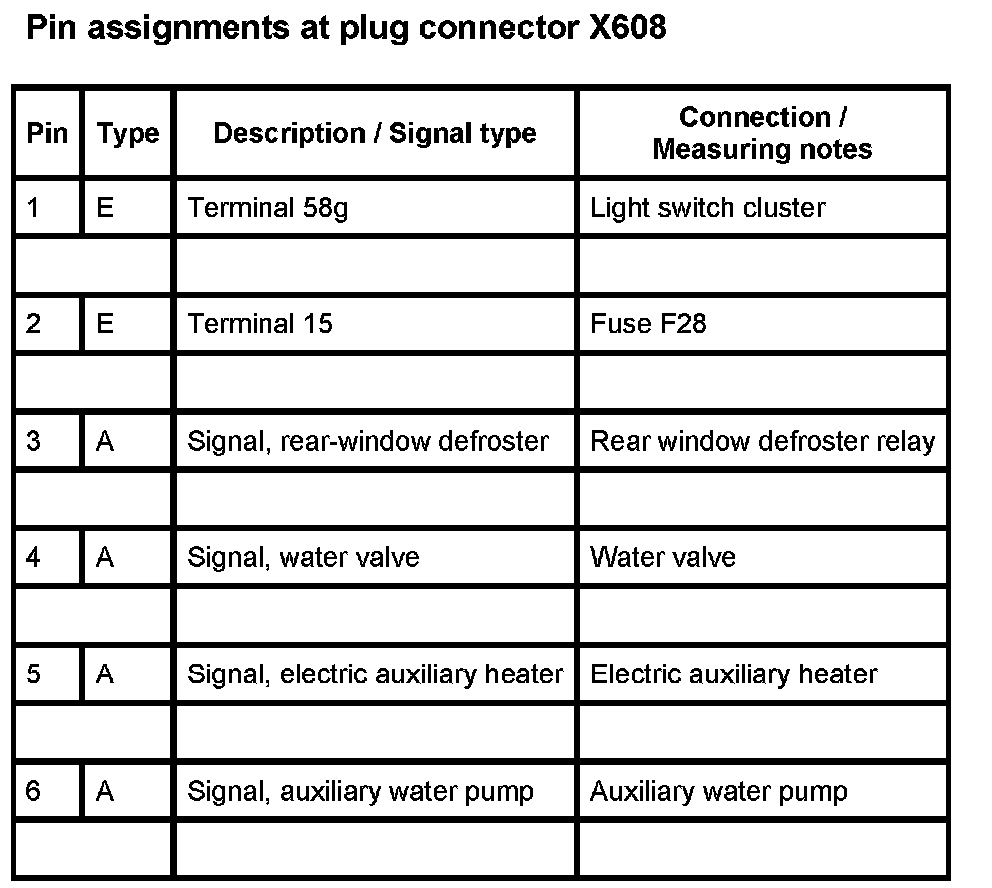 Pin assignments at plug connector X608
Pin Type Description / Signal type Connection / Measuring notes
1 E Terminal 58g Light switch cluster
2 E Terminal 15 Fuse F28
3 A Signal, rear-window defroster Rear window defroster relay
4 A Signal, water valve Water valve
5 A Signal, electric auxiliary heater Electric auxiliary heater
6 A Signal, auxiliary water pump Auxiliary water pump